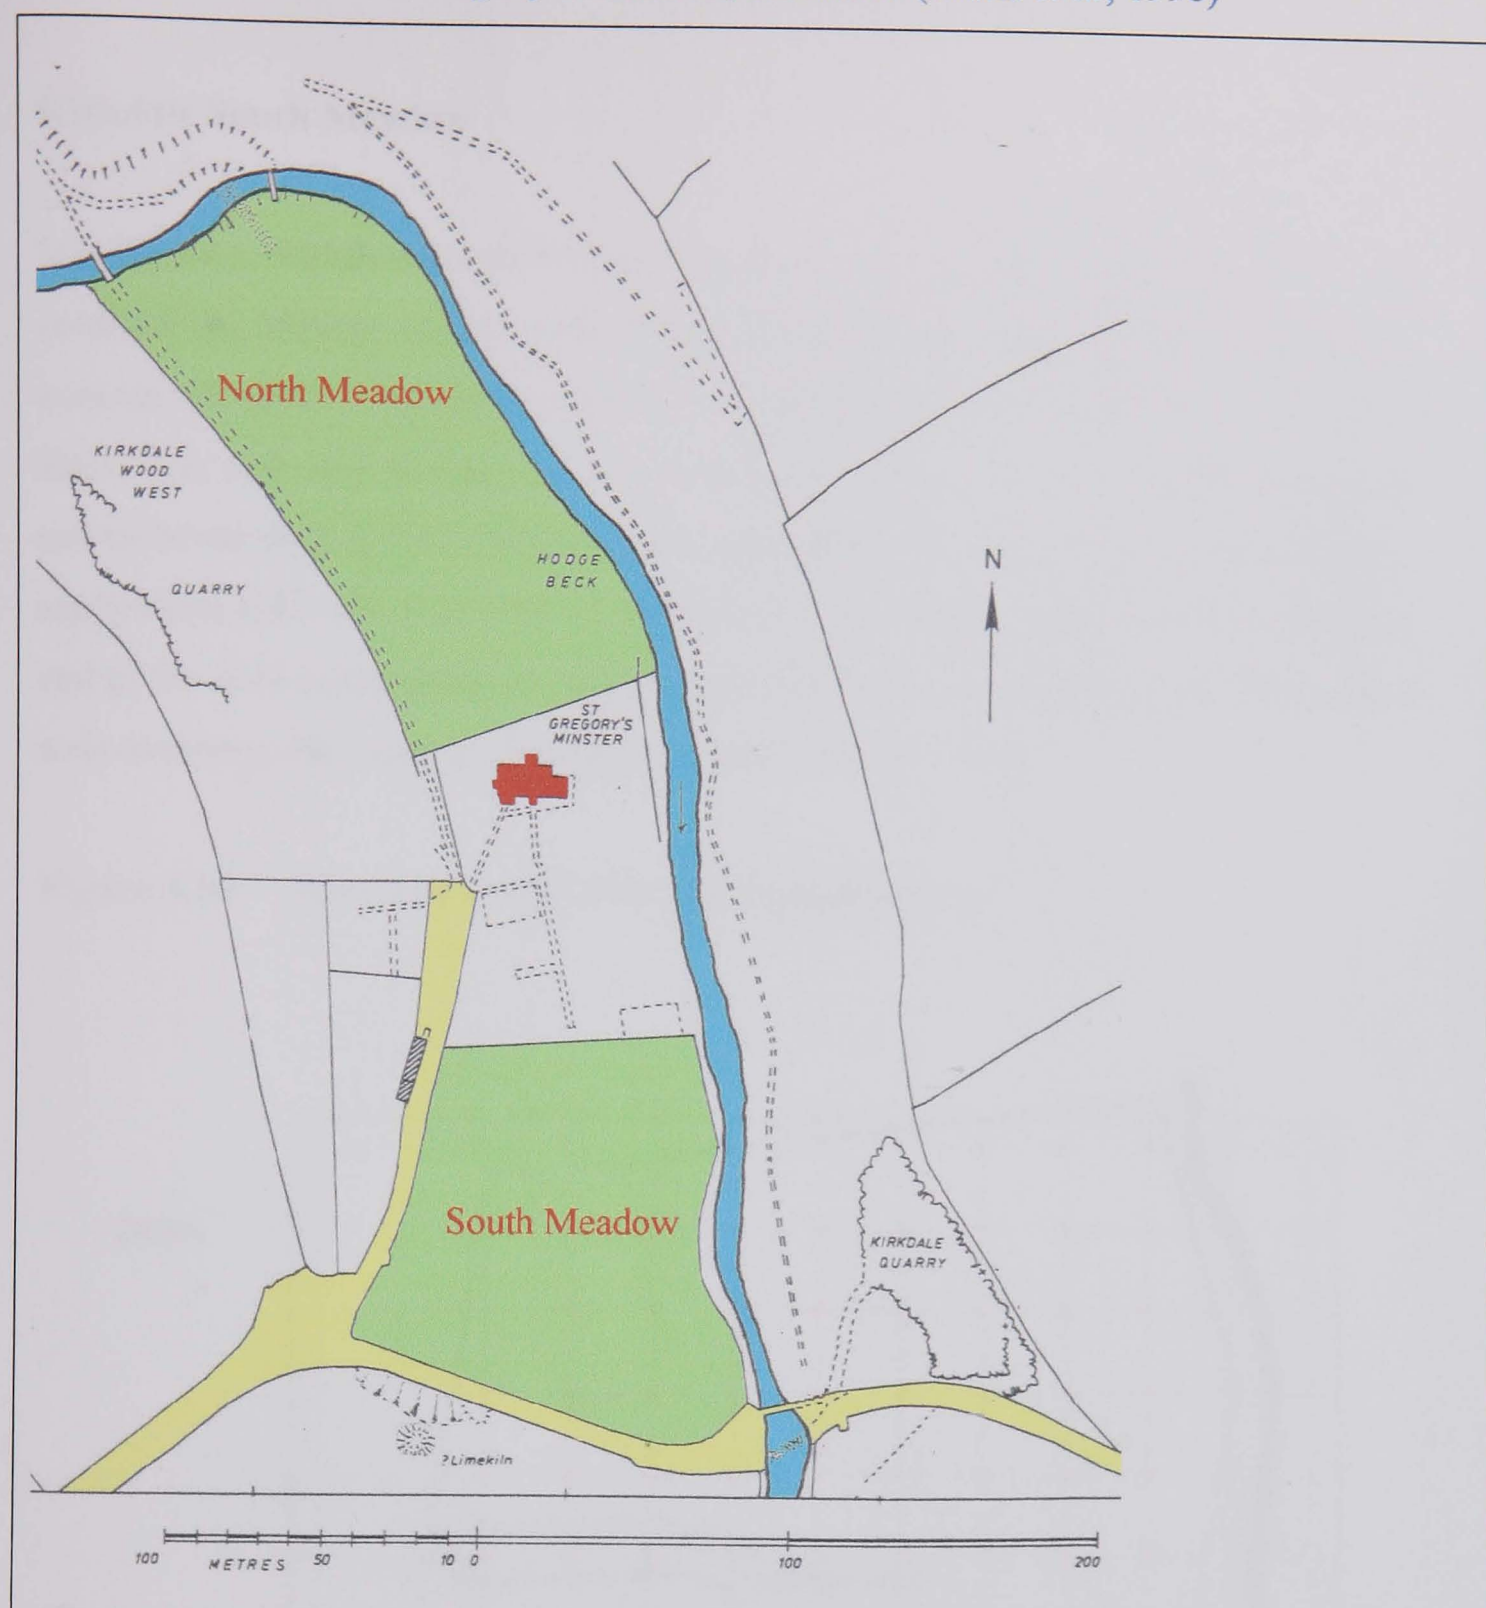 North Meadow
KIRKDALE
WOOD
WEST
QUARRY
HODGE
BECK
N
ST
GREGORY'S
MINSTER
South Meadow
KIRKDALE
QUARRY
?Limekiln
100 METRES 50 10 0 100 200